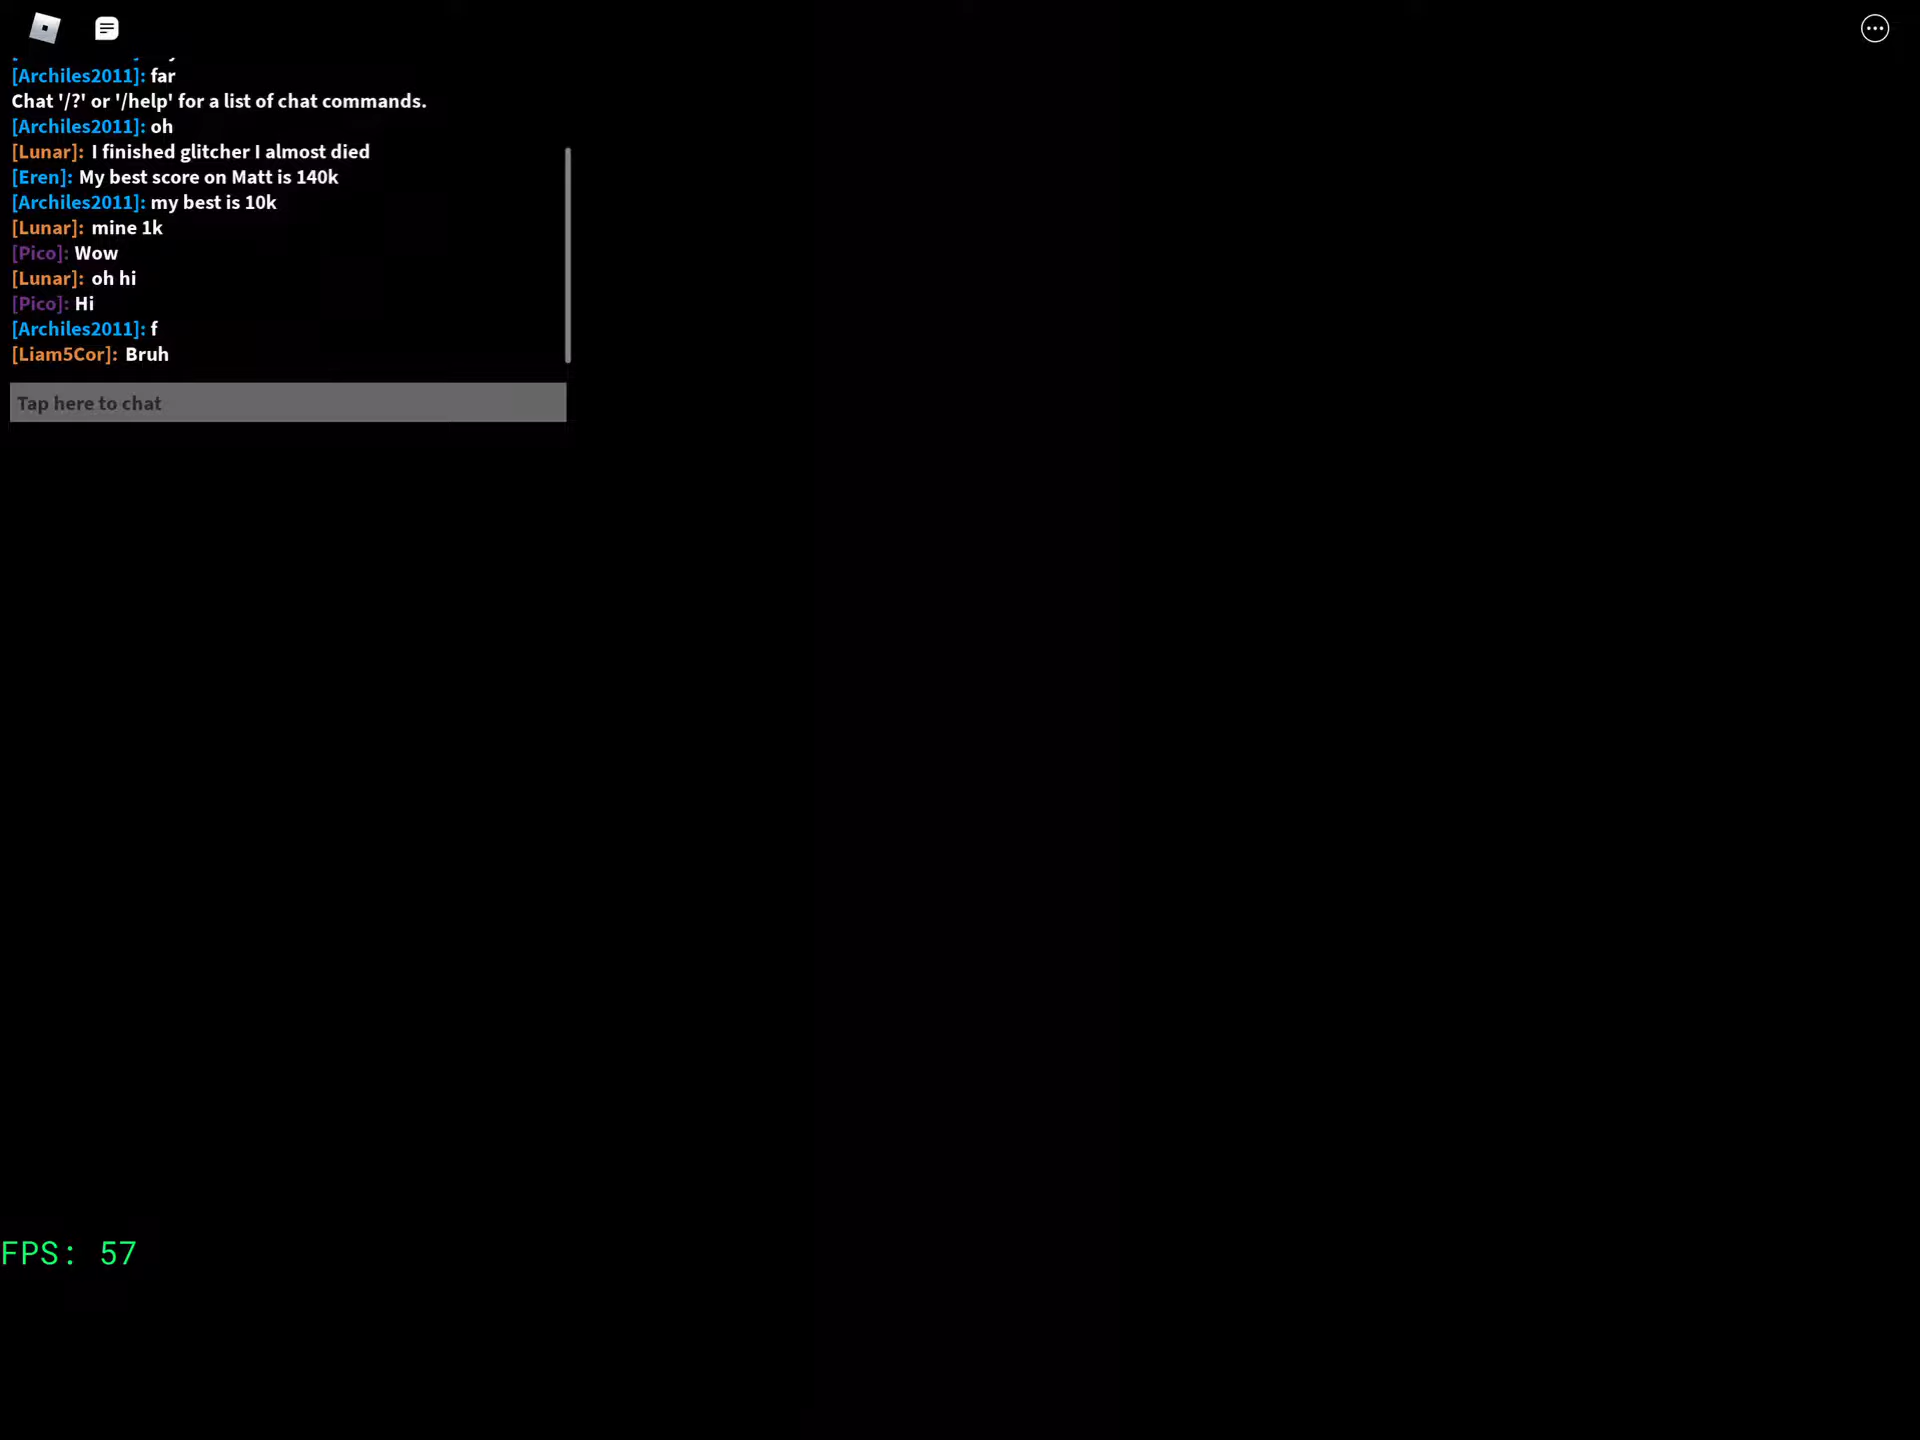 [Archiles2011]: far
Chat '/?' or '/help' for a list of chat commands.
[Archiles2011]: oh
[Lunar]: I finished glitcher I almost died
[Eren]: My best score on Matt is 140k
[Archiles2011]: my best is 10k
[Lunar]: mine 1k
[Pico]: Wow
[Lunar]: oh hi
[Pico]: Hi
[Archiles2011]: f
[Liam5Cor]: Bruh
Tap here to chat
FPS: 57